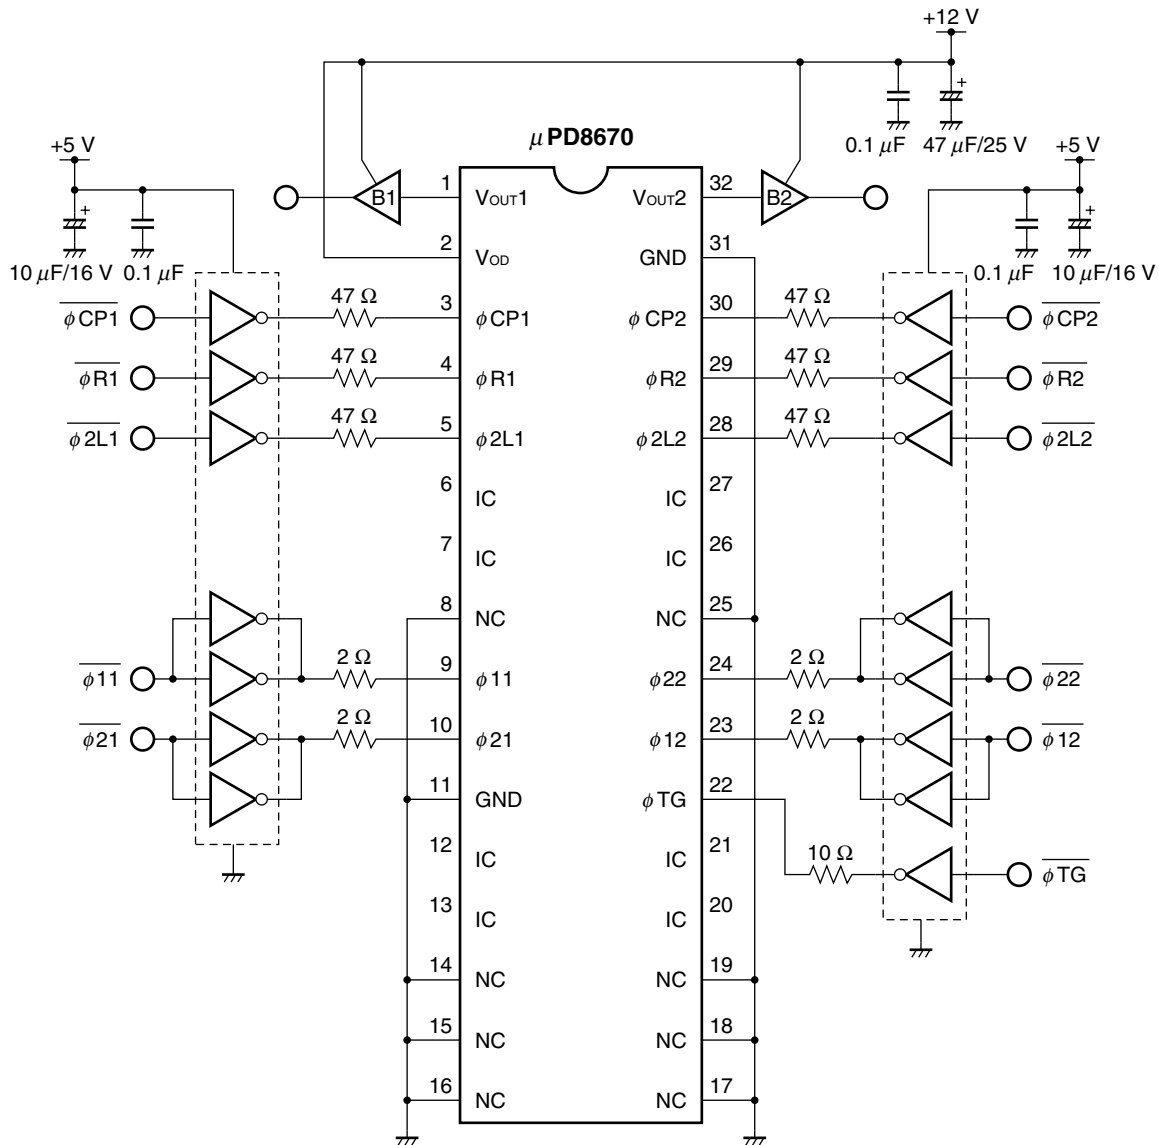 +12 V
0.1 μF
47 μF/25 V
μPD8670
+5 V
10 μF/16 V
0.1 μF
+5 V
0.1 μF
10 μF/16 V
B1
1
VOUT1
VOUT2
32
B2
2
VOD
GND
31
φCP1
47 Ω
3
φCP1
φCP2
30
47 Ω
φCP2
φR1
47 Ω
4
φR1
φR2
29
47 Ω
φR2
φ2L1
47 Ω
5
φ2L1
φ2L2
28
47 Ω
φ2L2
6
IC
IC
27
7
IC
IC
26
8
NC
NC
25
φ11
2 Ω
9
φ11
φ22
24
2 Ω
φ22
φ21
2 Ω
10
φ21
φ12
23
2 Ω
φ12
11
GND
φTG
22
12
IC
IC
21
10 Ω
φTG
13
IC
IC
20
14
NC
NC
19
15
NC
NC
18
16
NC
NC
17